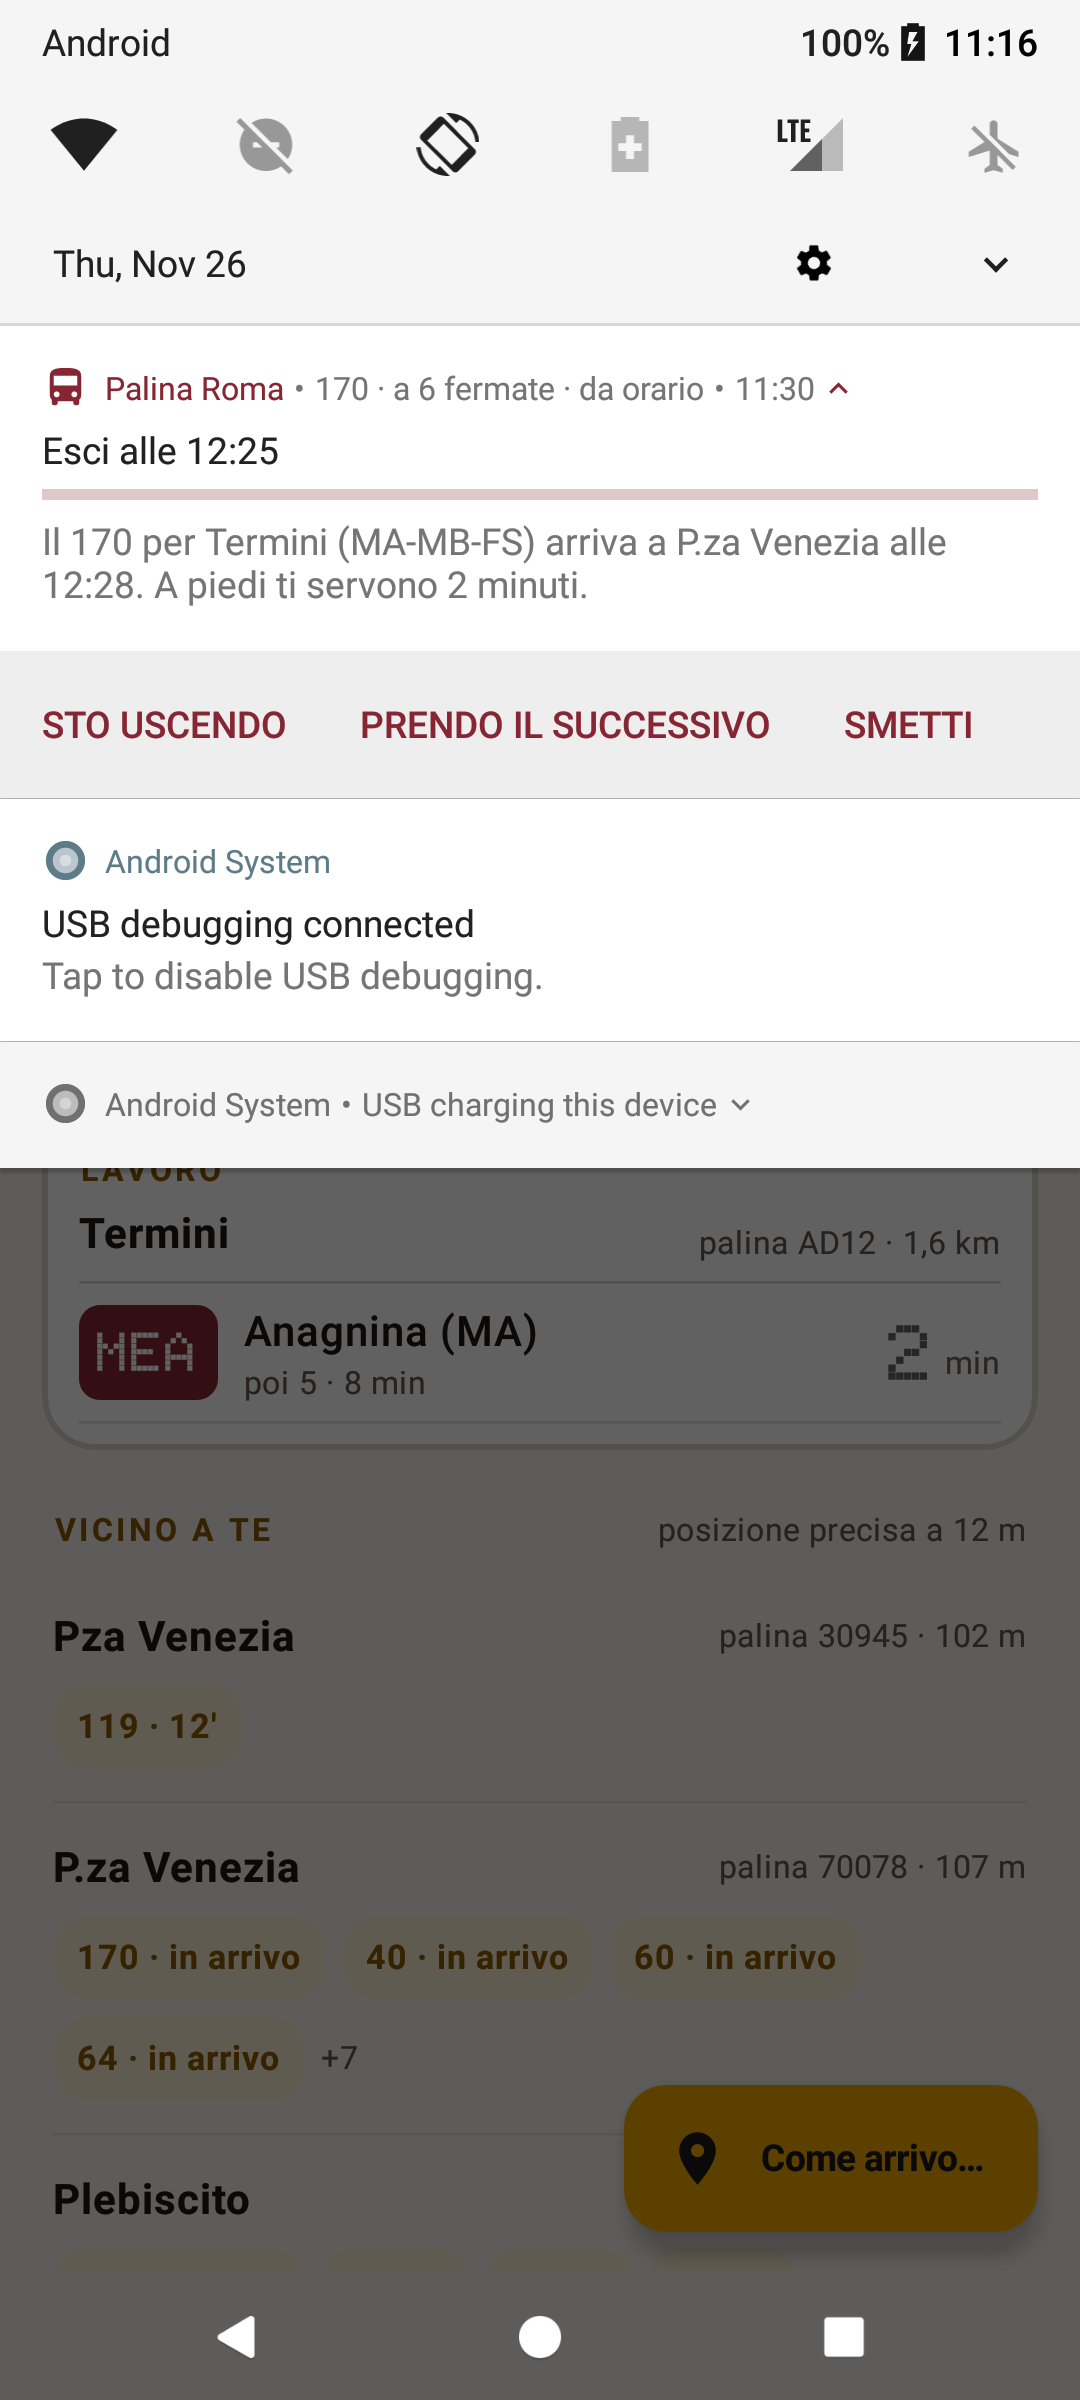 Android
100% 11:16
LTE
Thu, Nov 26
Palina Roma • 170 · a 6 fermate · da orario • 11:30
Esci alle 12:25
Il 170 per Termini (MA-MB-FS) arriva a P.za Venezia alle
12:28. A piedi ti servono 2 minuti.
STO USCENDO PRENDO IL SUCCESSIVO SMETTI
Android System
USB debugging connected
Tap to disable USB debugging.
Android System • USB charging this device
LAVORO
Termini palina AD12 · 1,6 km
MEA Anagnina (MA) 2 min
poi 5 · 8 min
VICINO A TE posizione precisa a 12 m
Pza Venezia palina 30945 · 102 m
119 · 12'
P.za Venezia palina 70078 · 107 m
170 · in arrivo 40 · in arrivo 60 · in arrivo
64 · in arrivo +7
Come arrivo...
Plebiscito